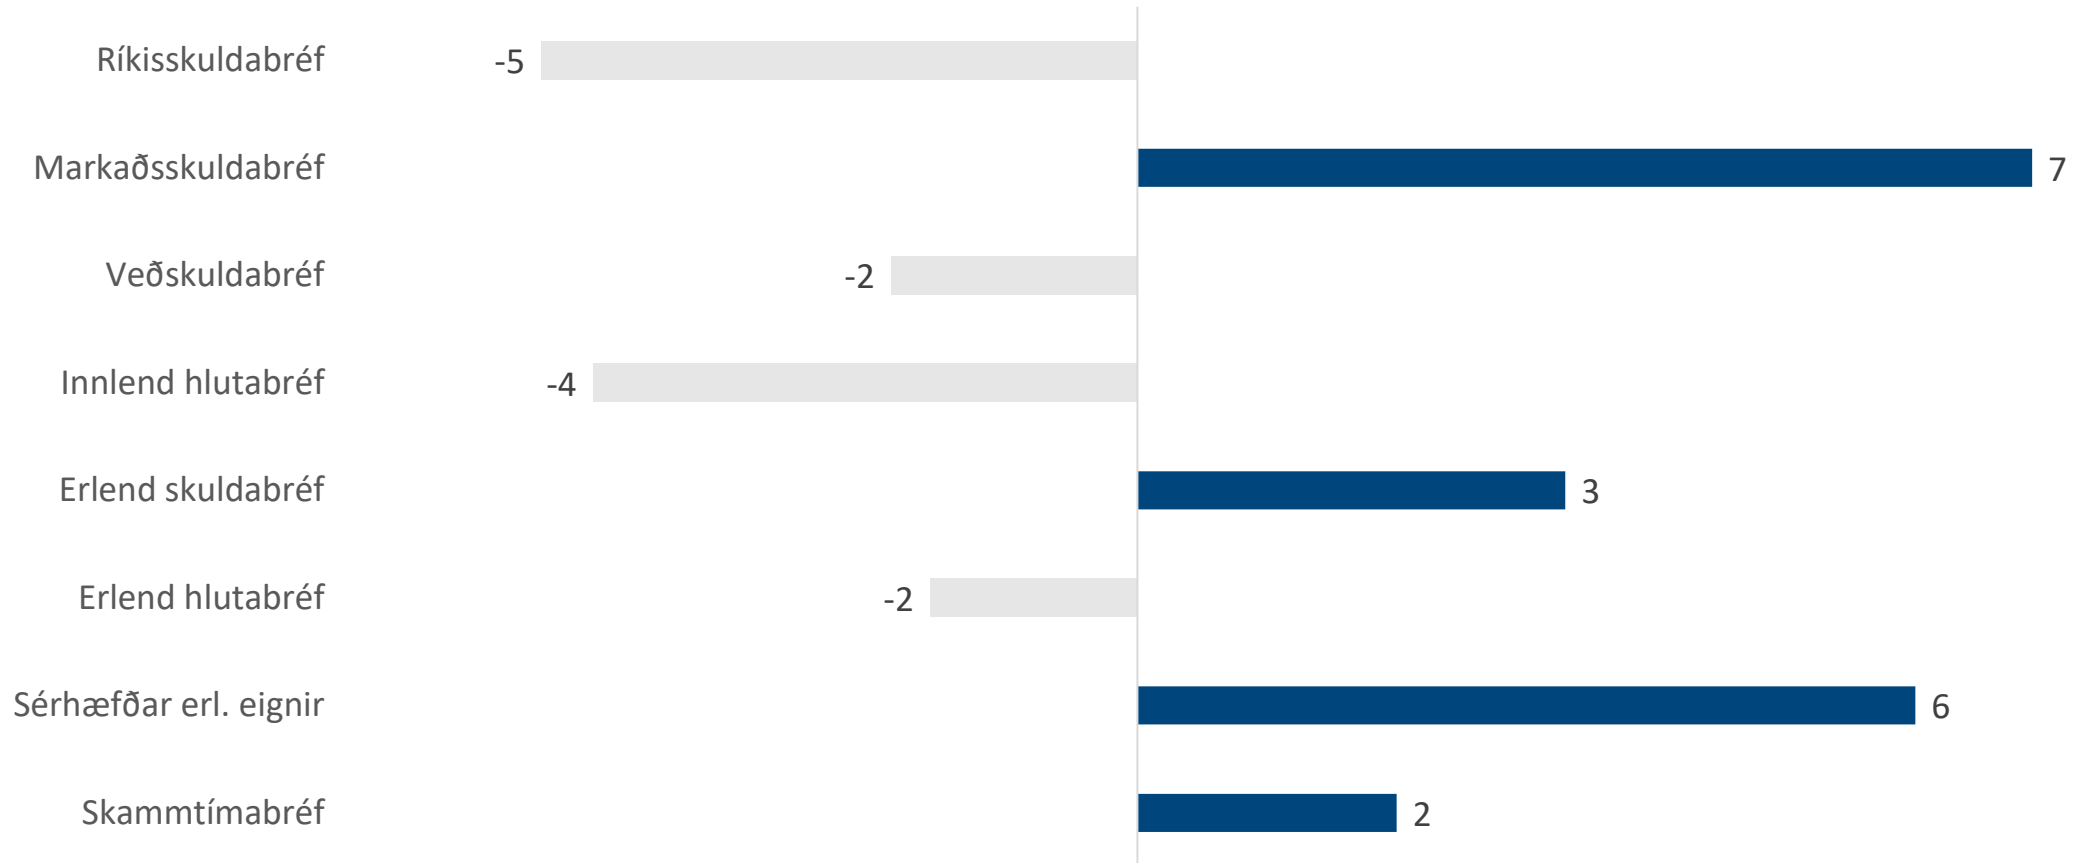 Ríkisskuldabréf -5
Markaðsskuldabréf 7
Veðskuldabréf -2
Innlend hlutabréf -4
Erlend skuldabréf 3
Erlend hlutabréf -2
Sérhæfðar erl. eignir 6
Skammtímabréf 2